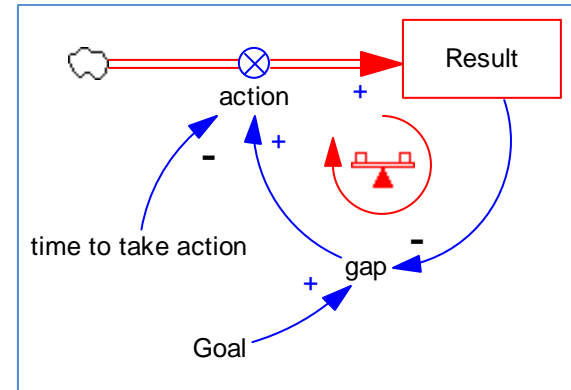 Result
action
+
+
-
time to take action
-
gap
+
Goal